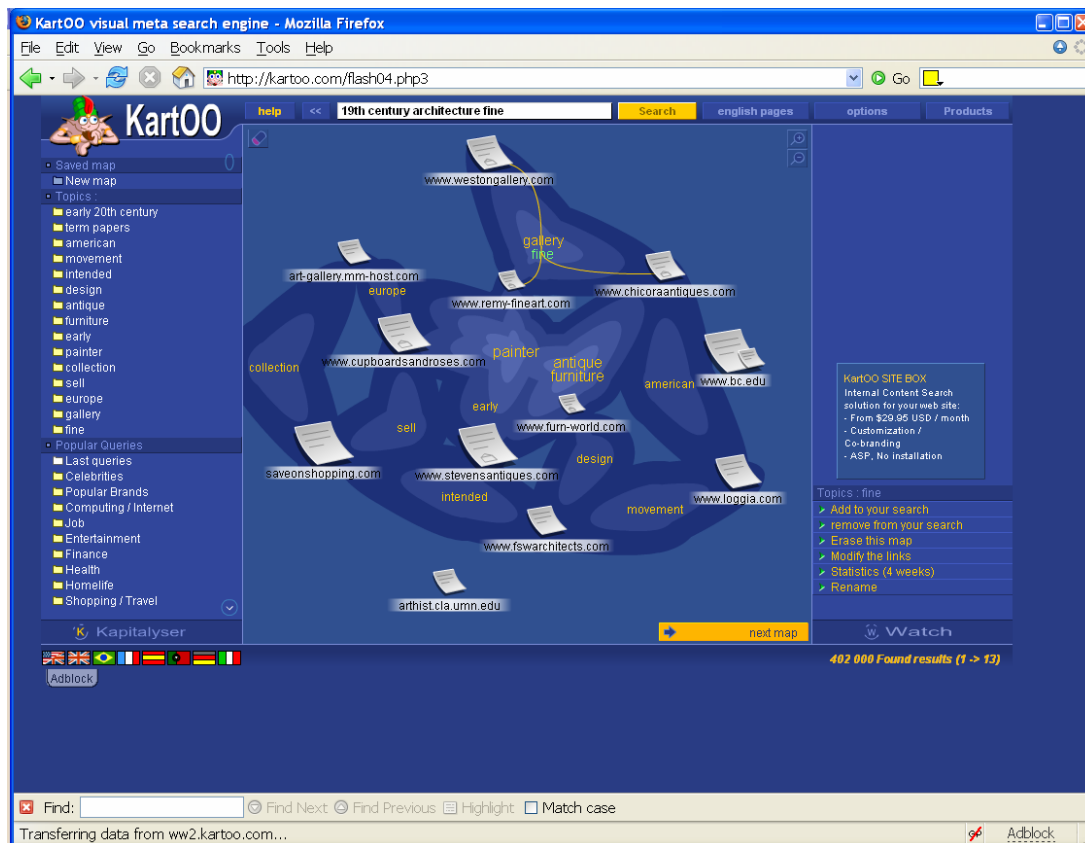 KartOO visual meta search engine - Mozilla Firefox
File Edit View Go Bookmarks Tools Help
http://kartoo.com/flash04.php3
Go
KartOO
help << 19th century architecture fine Search english pages options Products
Saved map
New map
Topics :
early 20th century
term papers
american
movement
intended
design
antique
furniture
early
painter
collection
sell
europe
gallery
fine
Popular Queries
Last queries
Celebrities
Popular Brands
Computing / Internet
Job
Entertainment
Finance
Health
Homelife
Shopping / Travel
Kapitalyser
www.westongallery.com
gallery
fine
art-gallery.mm-host.com
www.chicoraantiques.com
europe
www.remy-fineart.com
www.cupboardsandroses.com
painter
antique
furniture
collection
american
www.bc.edu
early
www.furn-world.com
sell
design
saveonshopping.com
www.stevensantiques.com
intended
www.loggia.com
movement
www.fswarchitects.com
arthist.cla.umn.edu
next map
KartOO SITE BOX
Internal Content Search
solution for your web site:
- From $29.95 USD / month
- Customization /
Co-branding
- ASP, No installation
Topics : fine
Add to your search
remove from your search
Erase this map
Modify the links
Statistics (4 weeks)
Rename
Watch
402 000 Found results (1 -> 13)
Adblock
Find: Find Next Find Previous Highlight Match case
Transferring data from ww2.kartoo.com...
Adblock